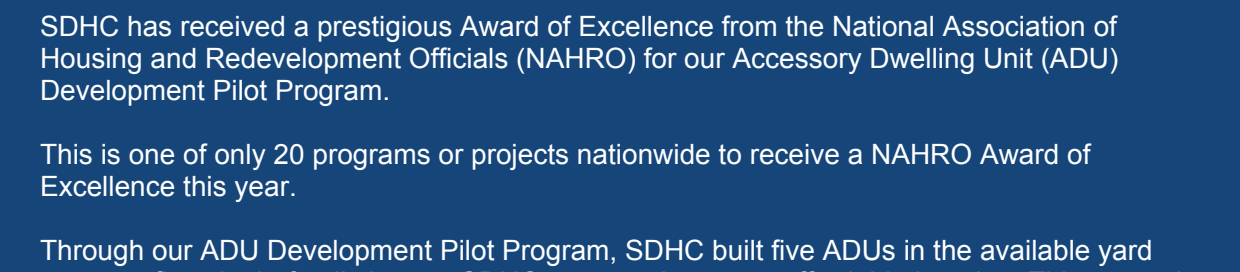 SDHC has received a prestigious Award of Excellence from the National Association of
Housing and Redevelopment Officials (NAHRO) for our Accessory Dwelling Unit (ADU)
Development Pilot Program.
This is one of only 20 programs or projects nationwide to receive a NAHRO Award of
Excellence this year.
Through our ADU Development Pilot Program, SDHC built five ADUs in the available yard